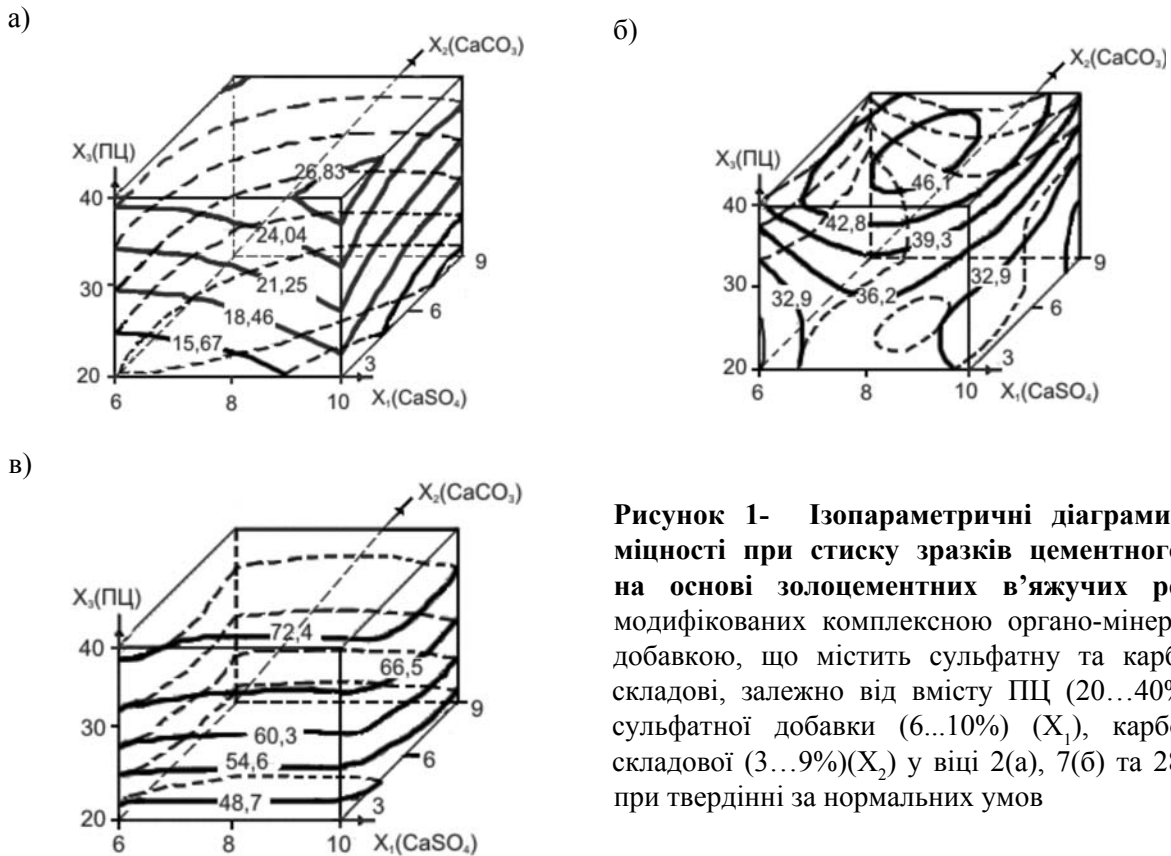 а)
X₂(CaCO₃)
X₃(ПЦ)
40
30
20
26,83
24,04
21,25
18,46
15,67
9
6
3
6
8
10
X₁(CaSO₄)
б)
X₂(CaCO₃)
X₃(ПЦ)
40
30
20
46,1
42,8
39,3
32,9
36,2
32,9
9
6
3
6
8
10
X₁(CaSO₄)
в)
X₂(CaCO₃)
X₃(ПЦ)
40
30
20
72,4
66,5
60,3
54,6
48,7
9
6
3
6
8
10
X₁(CaSO₄)
Рисунок 1- Ізопараметричні діаграми
міцності при стиску зразків цементного
на основі золоцементних в’яжучих р
модифікованих комплексною органо-мінер
добавкою, що містить сульфатну та карб
складові, залежно від вмісту ПЦ (20…40%
сульфатної добавки (6...10%) (X₁), карб
складової (3…9%)(X₂) у віці 2(а), 7(б) та 28
при твердінні за нормальних умов